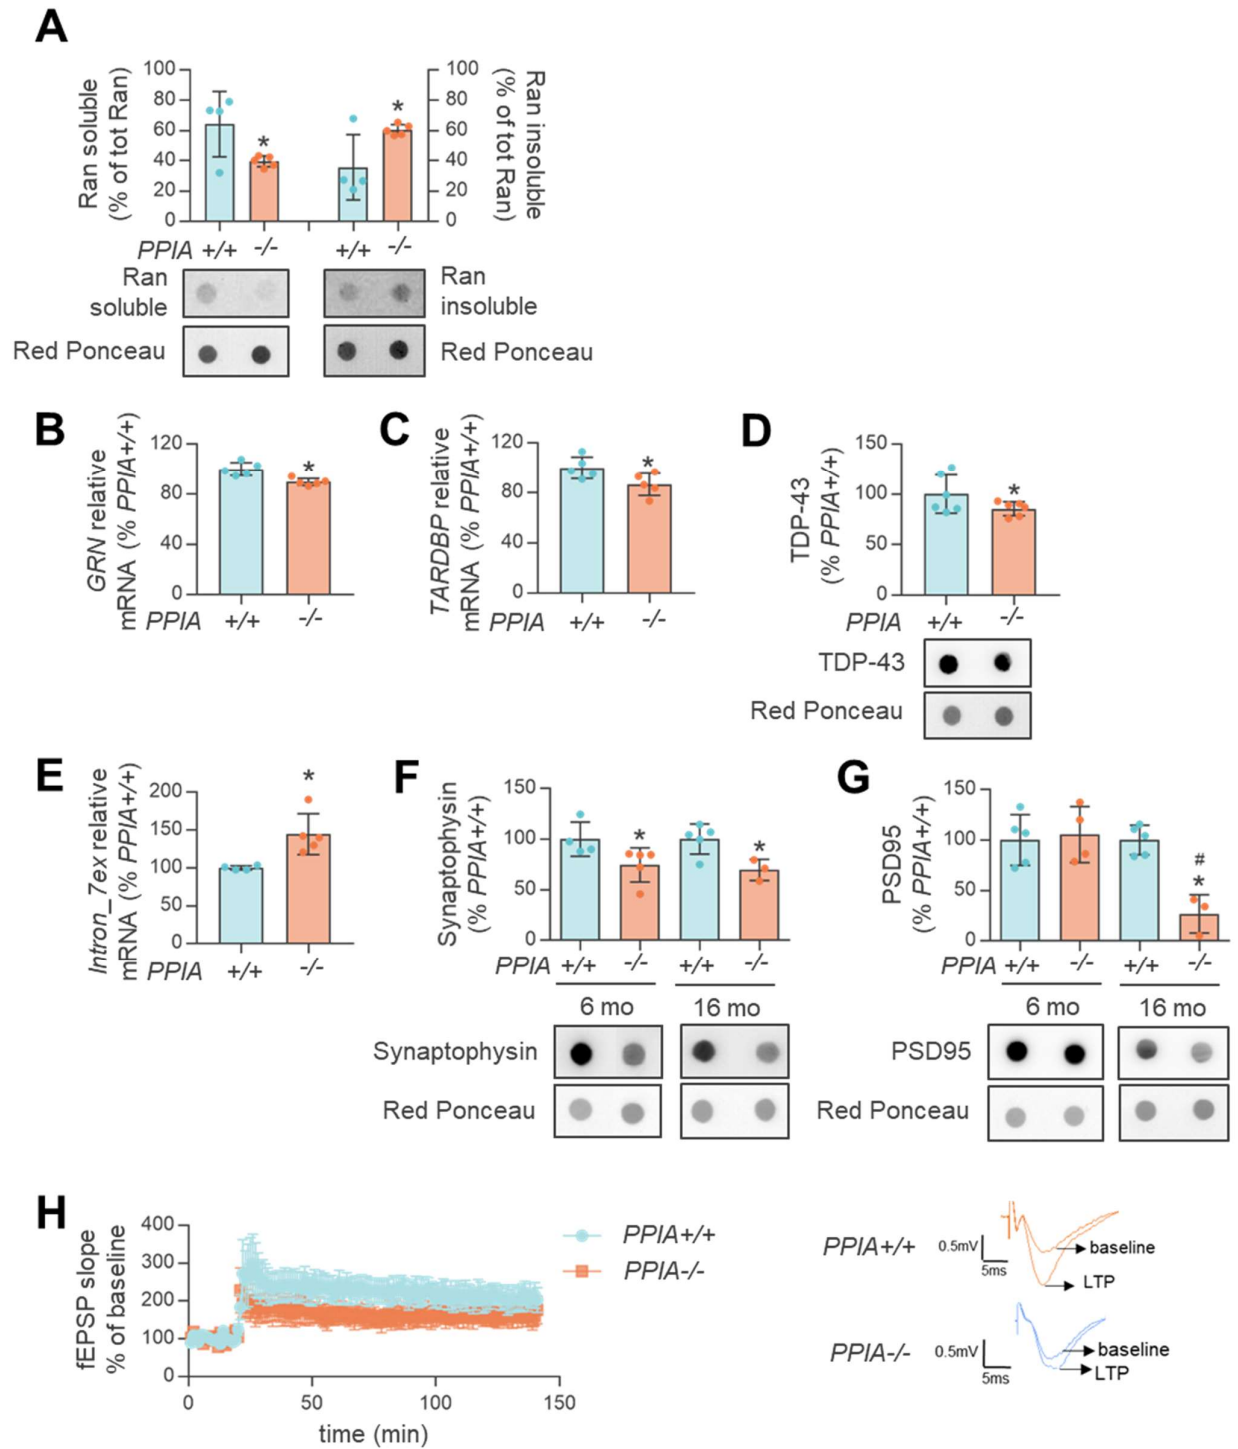 A
Ran soluble
(% of tot Ran)
100
80
60
40
20
0
*
*
100
80
60
40
20
0
Ran insoluble
(% of tot Ran)
PPIA +/+ -/- +/+ -/-
Ran
soluble
Ran
insoluble
Red Ponceau
Red Ponceau
B
GRN relative
mRNA (% PPIA+/+)
120
80
40
0
*
PPIA +/+ -/-
C
TARDBP relative
mRNA (% PPIA+/+)
120
80
40
0
*
PPIA +/+ -/-
D
TDP-43
(% PPIA+/+)
150
100
50
0
*
PPIA +/+ -/-
TDP-43
Red Ponceau
E
Intron_7ex relative
mRNA (% PPIA+/+)
200
150
100
50
0
*
PPIA +/+ -/-
F
Synaptophysin
(% PPIA+/+)
150
100
50
0
*
*
PPIA +/+ -/- +/+ -/-
6 mo 16 mo
Synaptophysin
Red Ponceau
G
PSD95
(% PPIA+/+)
150
100
50
0
#
*
PPIA +/+ -/- +/+ -/-
6 mo 16 mo
PSD95
Red Ponceau
H
fEPSP slope
% of baseline
400
300
200
100
0
0 50 100 150
time (min)
PPIA+/+
PPIA-/-
PPIA+/+
0.5mV
5ms
baseline
LTP
PPIA-/-
0.5mV
5ms
baseline
LTP